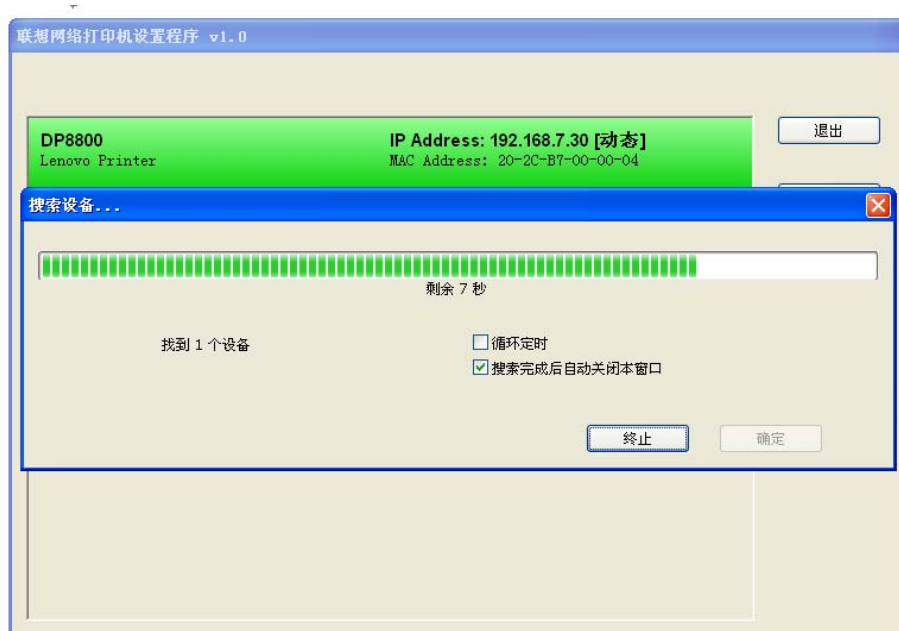 联想网络打印机设置程序 v1.0
DP8800
IP Address: 192.168.7.30 [动态]
Lenovo Printer
MAC Address: 20-2C-B7-00-00-04
退出
搜索设备...
剩余 7 秒
找到 1 个设备
循环定时
搜索完成后自动关闭本窗口
终止
确定